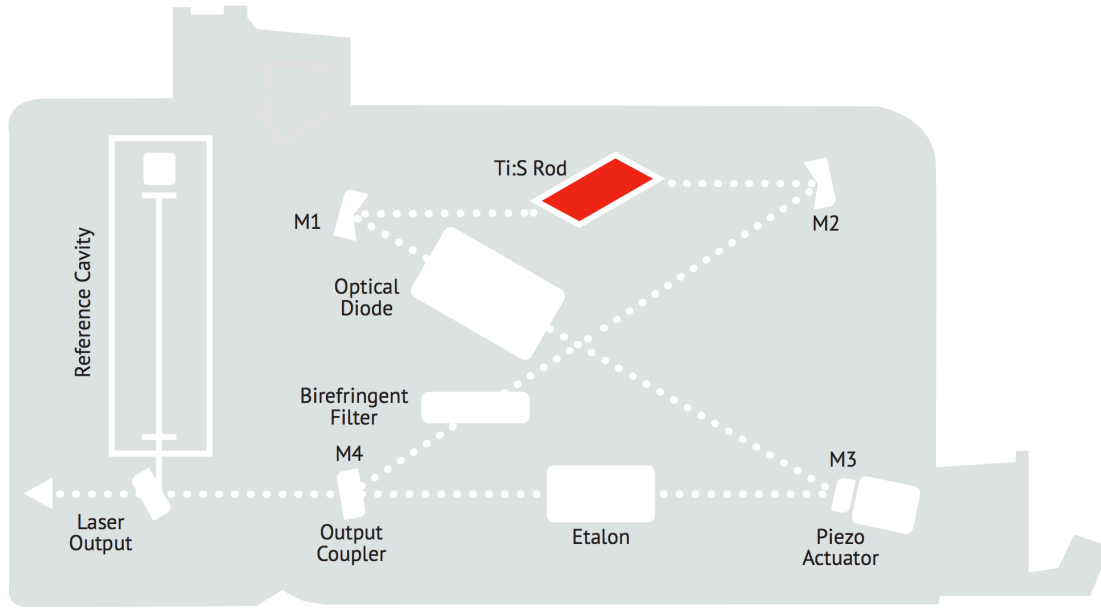 Ti:S Rod
M1
M2
Optical
Diode
Reference Cavity
Birefringent
Filter
M4
M3
Laser
Output
Output
Coupler
Etalon
Piezo
Actuator